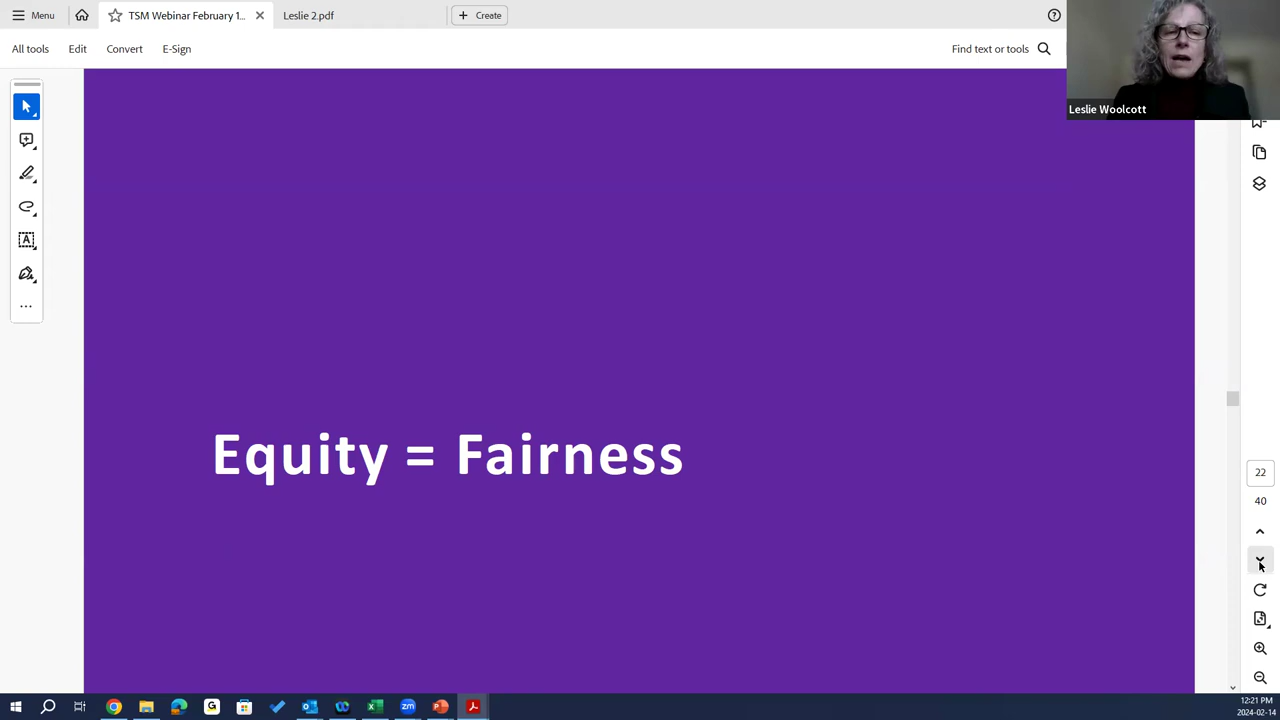 Menu
TSM Webinar February 1...
Leslie 2.pdf
Create
All tools
Edit
Convert
E-Sign
Find text or tools
Leslie Woolcott
Equity = Fairness
22
40
12:21 PM
2024-02-14